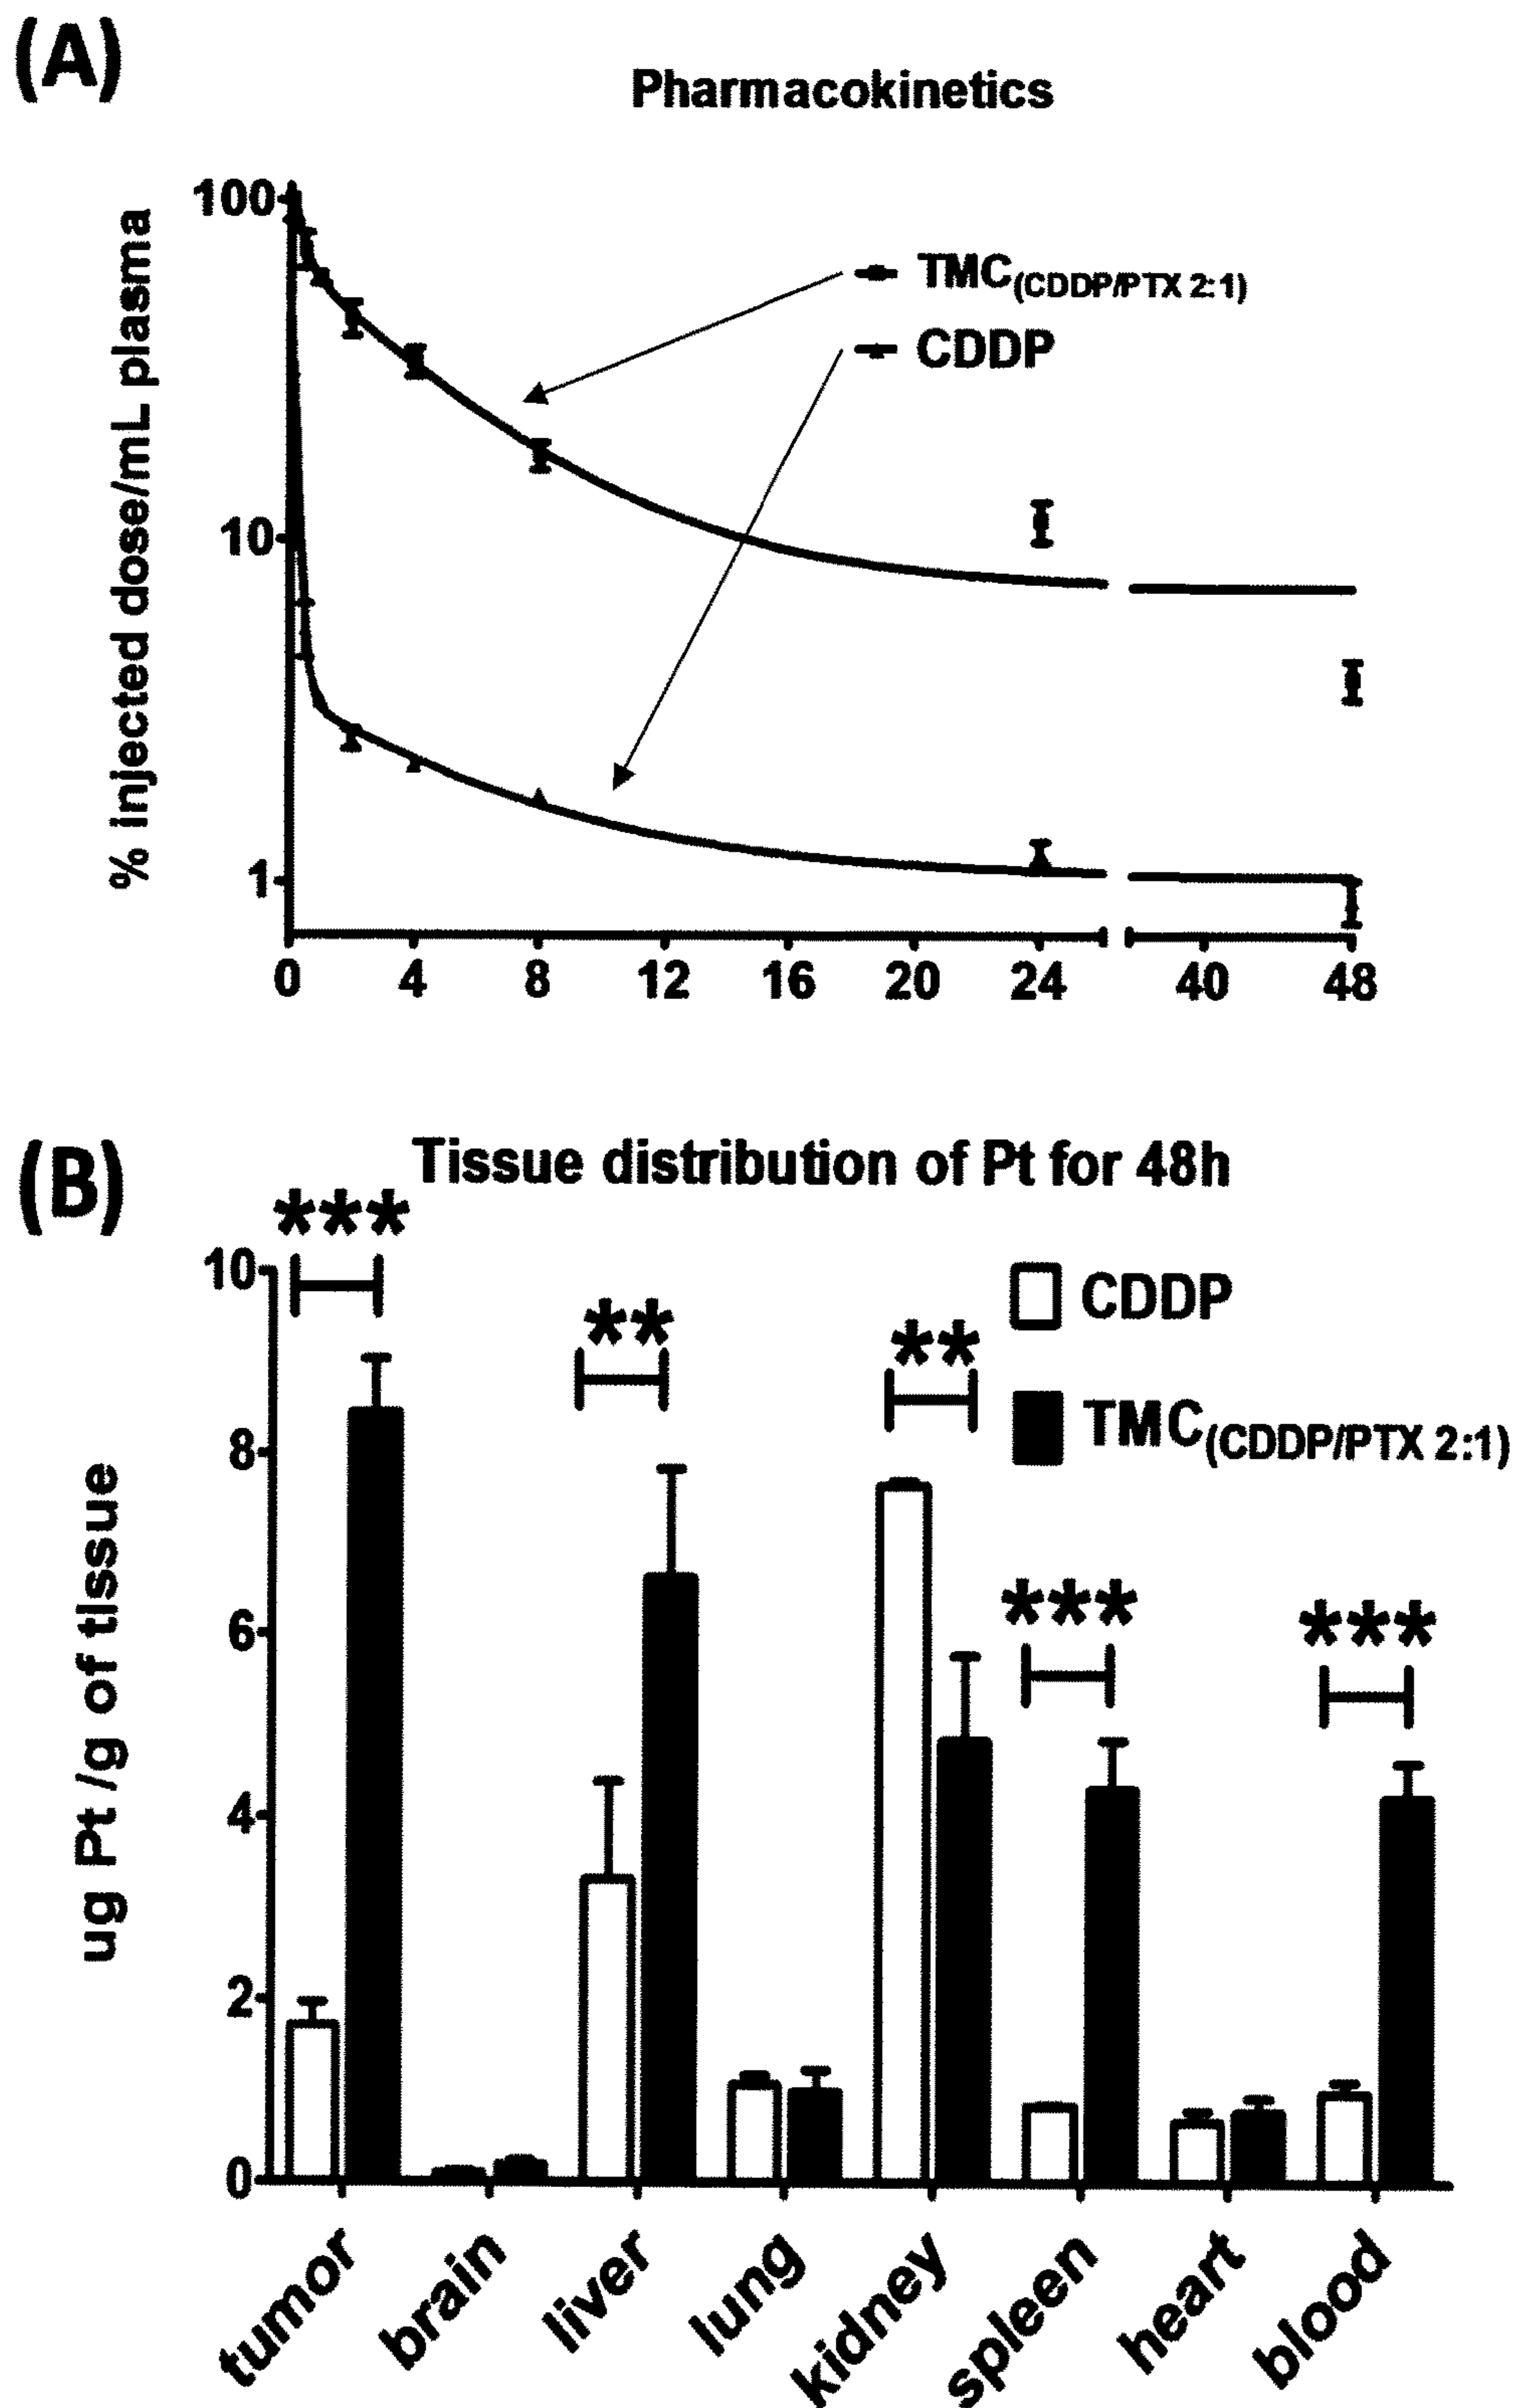 (A)
Pharmacokinetics
% injected dose/mL plasma
100
10
1
TMC(CDDP/PTX 2:1)
CDDP
0 4 8 12 16 20 24 40 48
(B)
Tissue distribution of Pt for 48h
***
**
**
***
***
CDDP
TMC(CDDP/PTX 2:1)
ug Pt /g of tissue
10
8
6
4
2
0
tumor brain liver lung kidney spleen heart blood